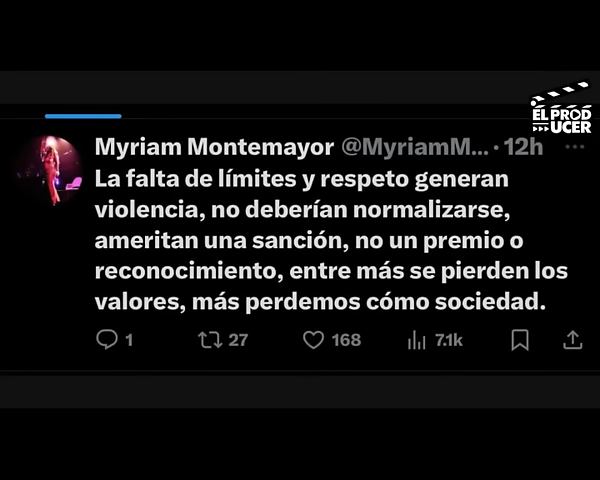 EL PROD
UCER
Myriam Montemayor @MyriamM... · 12h ...
La falta de límites y respeto generan
violencia, no deberían normalizarse,
ameritan una sanción, no un premio o
reconocimiento, entre más se pierden los
valores, más perdemos cómo sociedad.
1 27 168 7.1k